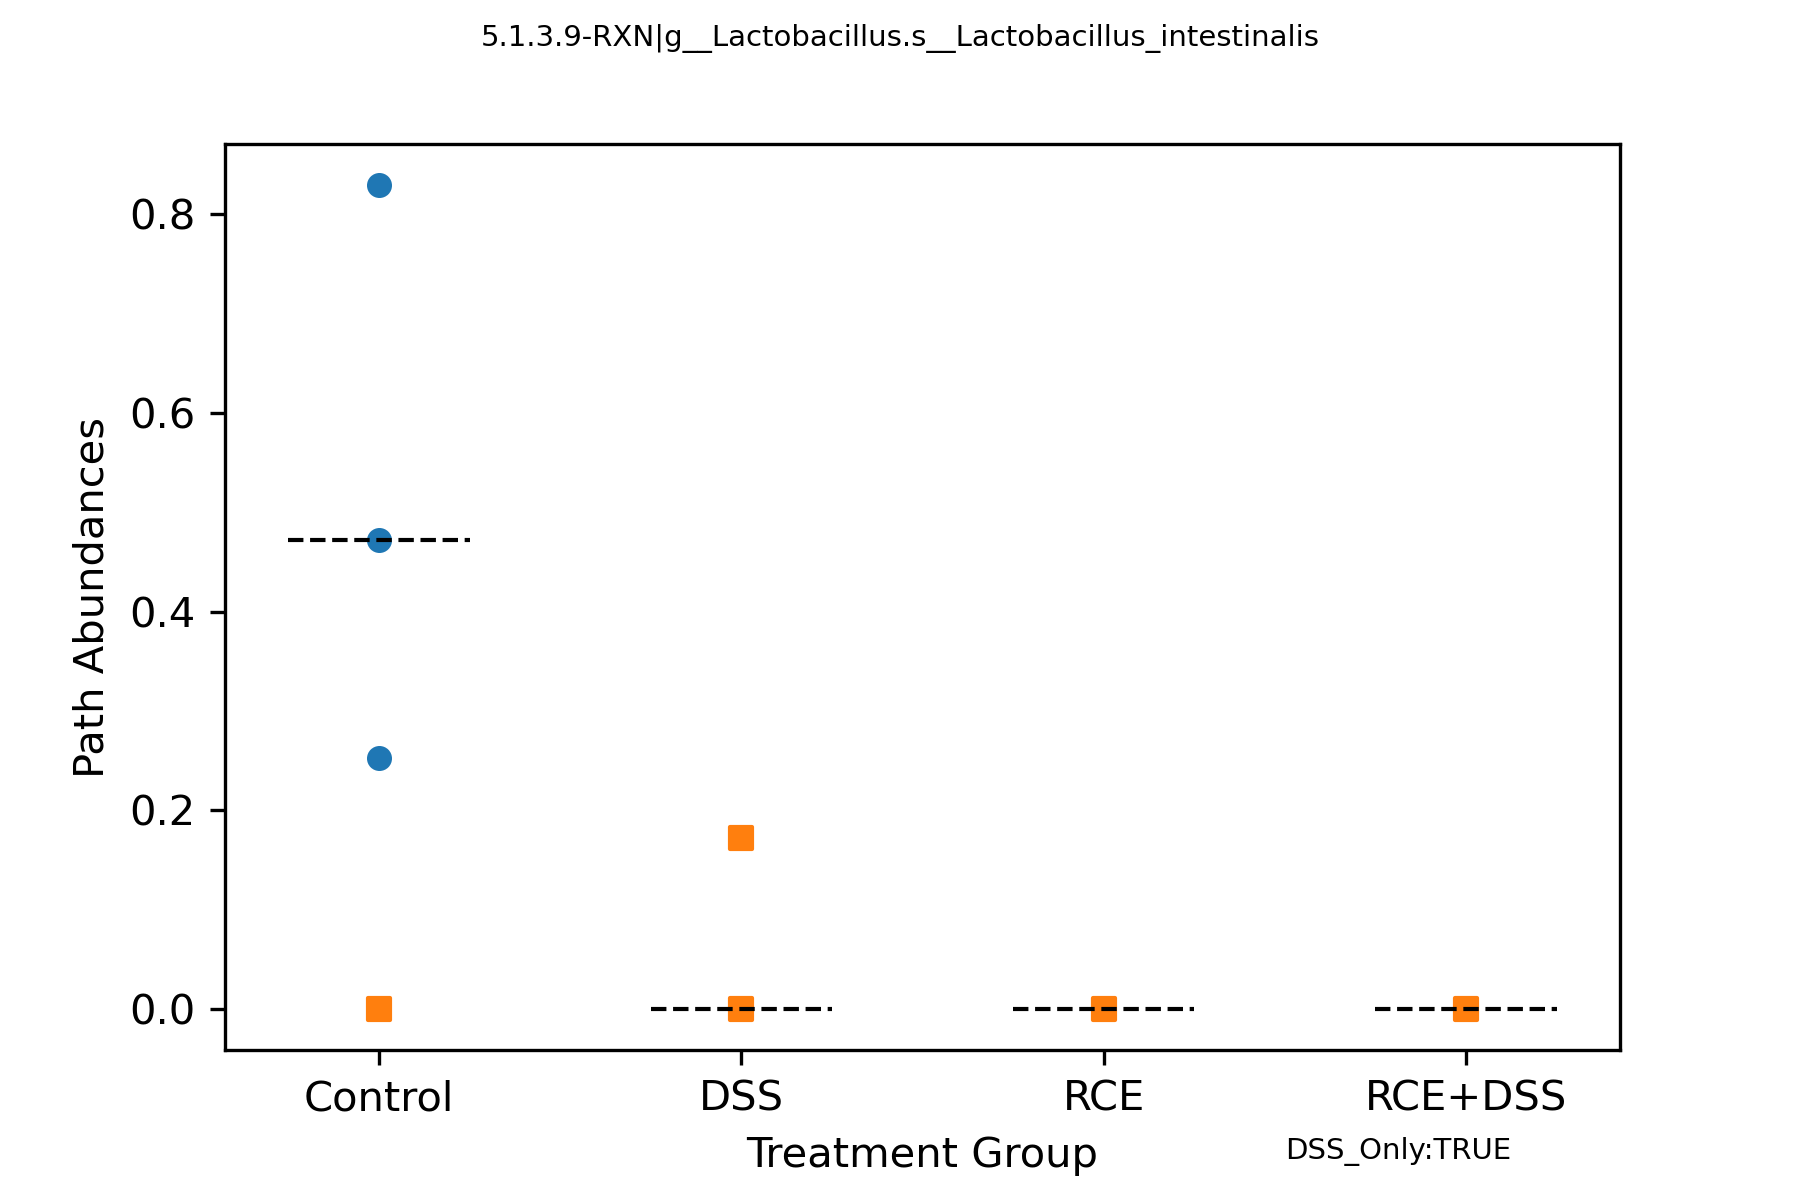 5.1.3.9-RXN|g__Lactobacillus.s__Lactobacillus_intestinalis
Path Abundances
0.8
0.6
0.4
0.2
0.0
Control DSS RCE RCE+DSS
Treatment Group
DSS_Only:TRUE